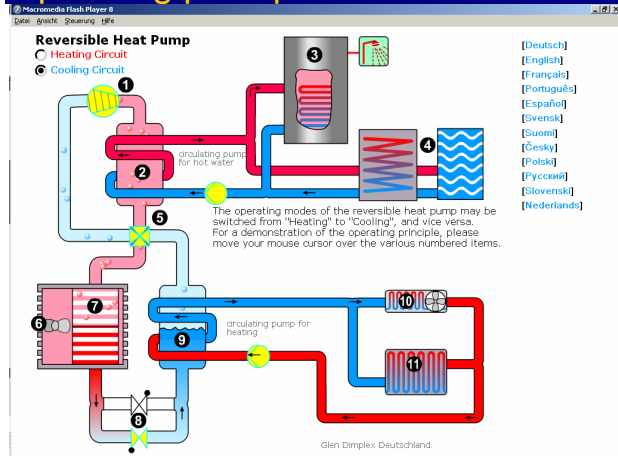 Macromedia Flash Player 8
Datei Ansicht Steuerung Hilfe
Reversible Heat Pump
Heating Circuit
Cooling Circuit
[Deutsch]
[English]
[Français]
[Português]
[Español]
[Svensk]
[Suomi]
[Česky]
[Polski]
[Русский]
[Slovenski]
[Nederlands]
1
2
3
4
circulating pump
for hot water
The operating modes of the reversible heat pump may be
switched from "Heating" to "Cooling", and vice versa.
For a demonstration of the operating principle, please
move your mouse cursor over the various numbered items.
5
6
7
8
9
10
11
circulating pump for
heating
Glen Dimplex Deutschland